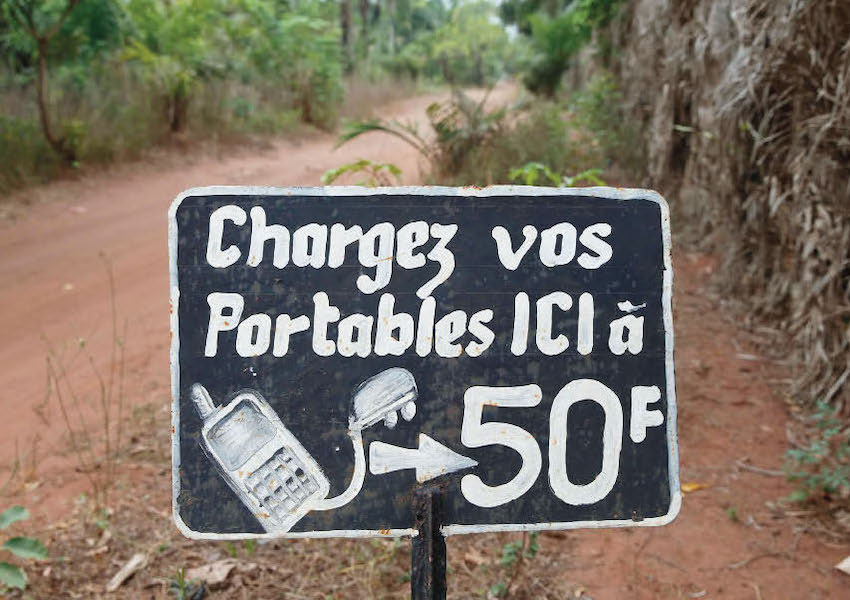 Chargez vos
Portables ICI à
50F